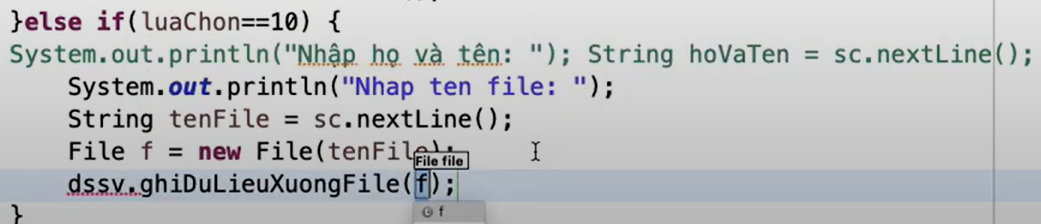 }else if(luaChon==10) {
System.out.println("Nhập họ và tên: "); String hoVaTen = sc.nextLine();
System.out.println("Nhap ten file: ");
String tenFile = sc.nextLine();
File f = new File(tenFile);
File file
dssv.ghiDuLieuXuongFile(f);
f
}